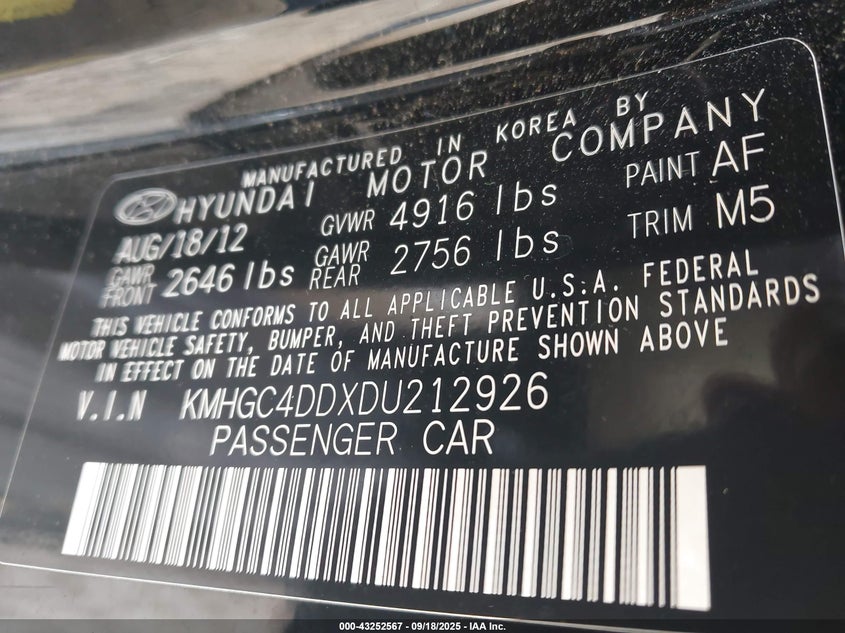 MANUFACTURED IN KOREA BY
HYUNDAI MOTOR COMPANY
AUG/18/12 GVWR 4916 lbs PAINT AF
GAWR FRONT 2646 lbs GAWR REAR 2756 lbs TRIM M5
THIS VEHICLE CONFORMS TO ALL APPLICABLE U.S.A. FEDERAL
MOTOR VEHICLE SAFETY, BUMPER, AND THEFT PREVENTION STANDARDS
IN EFFECT ON THE DATE OF MANUFACTURE SHOWN ABOVE
V.I.N KMHGC4DDXDU212926
PASSENGER CAR
000-43252567 - 09/18/2025 - IAA Inc.